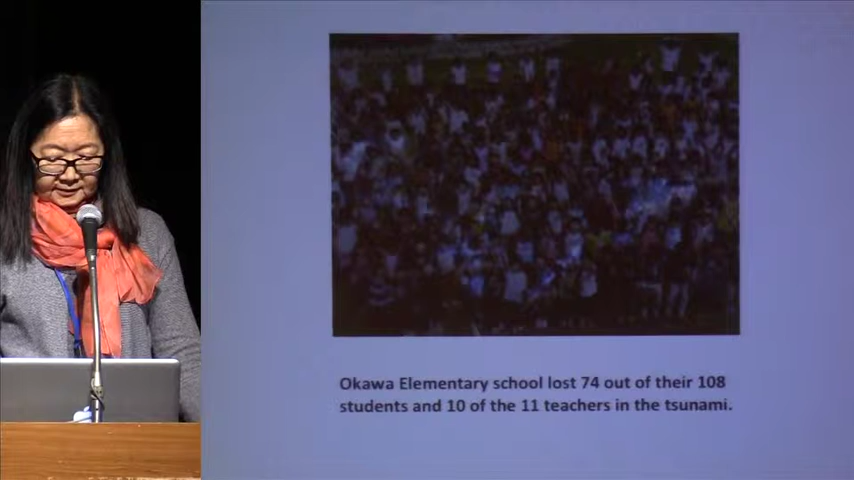 Okawa Elementary school lost 74 out of their 108
students and 10 of the 11 teachers in the tsunami.